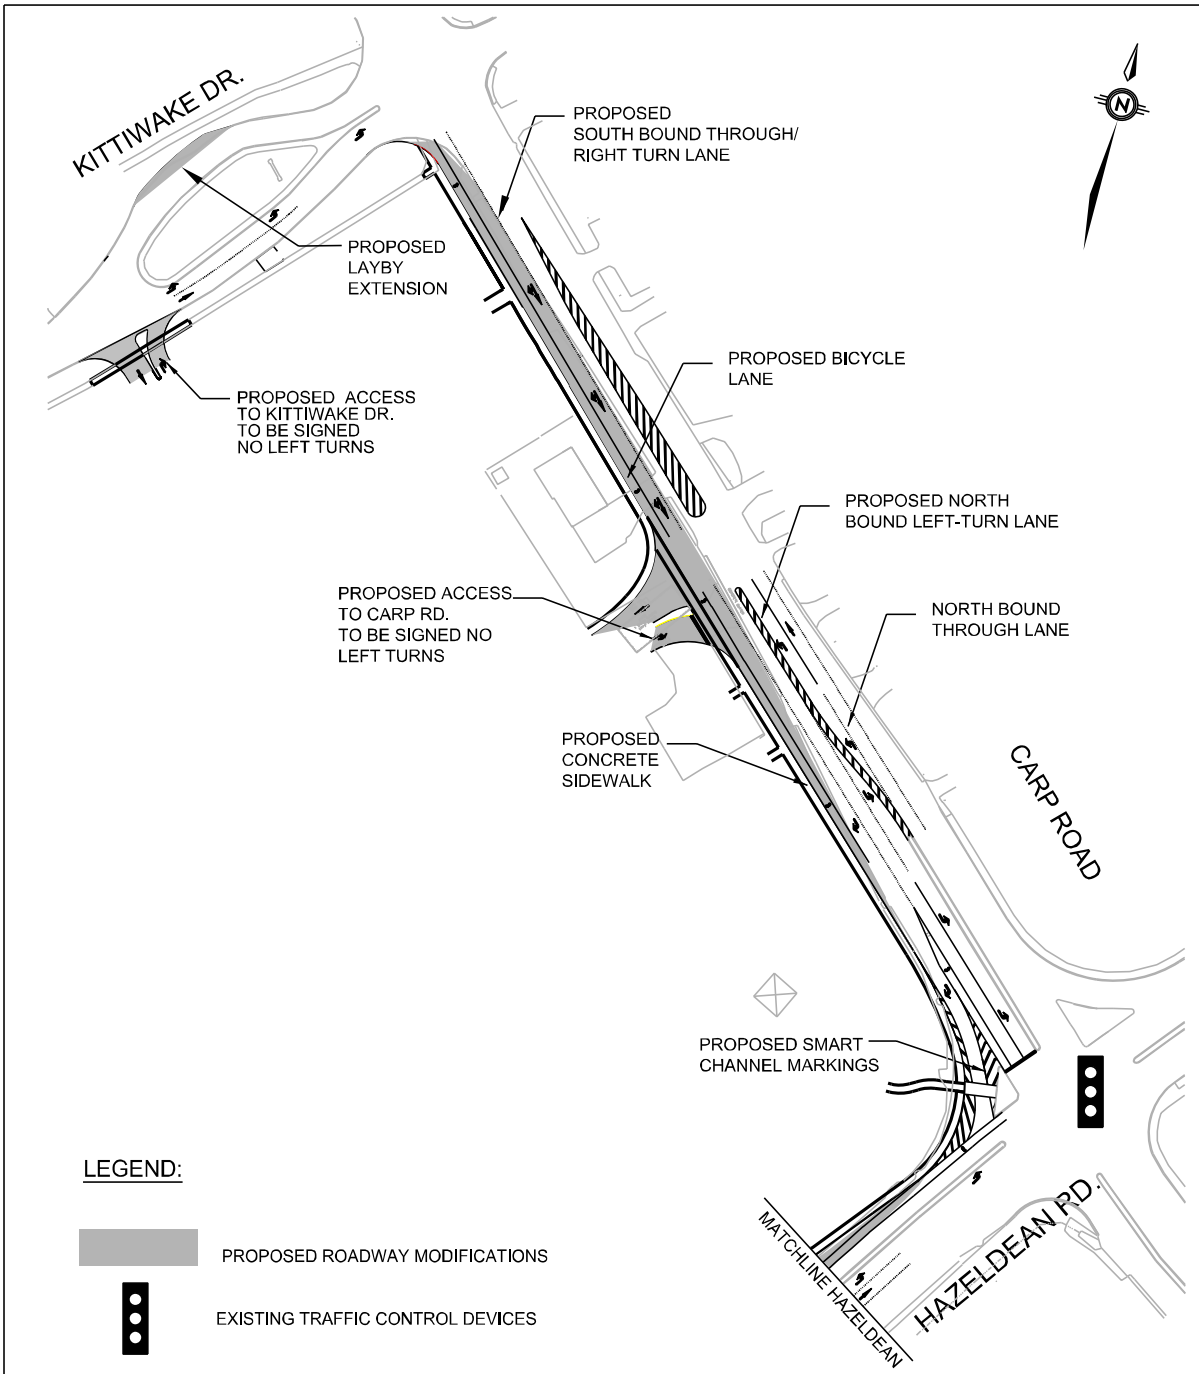 KITTIWAKE DR.
PROPOSED
SOUTH BOUND THROUGH/
RIGHT TURN LANE
N
PROPOSED
LAYBY
EXTENSION
PROPOSED BICYCLE
LANE
PROPOSED ACCESS
TO KITTIWAKE DR.
TO BE SIGNED
NO LEFT TURNS
PROPOSED NORTH
BOUND LEFT-TURN LANE
PROPOSED ACCESS
TO CARP RD.
TO BE SIGNED NO
LEFT TURNS
NORTH BOUND
THROUGH LANE
PROPOSED
CONCRETE
SIDEWALK
CARP ROAD
PROPOSED SMART
CHANNEL MARKINGS
LEGEND:
PROPOSED ROADWAY MODIFICATIONS
EXISTING TRAFFIC CONTROL DEVICES
MATCHLINE HAZELDEAN
HAZELDEAN RD.